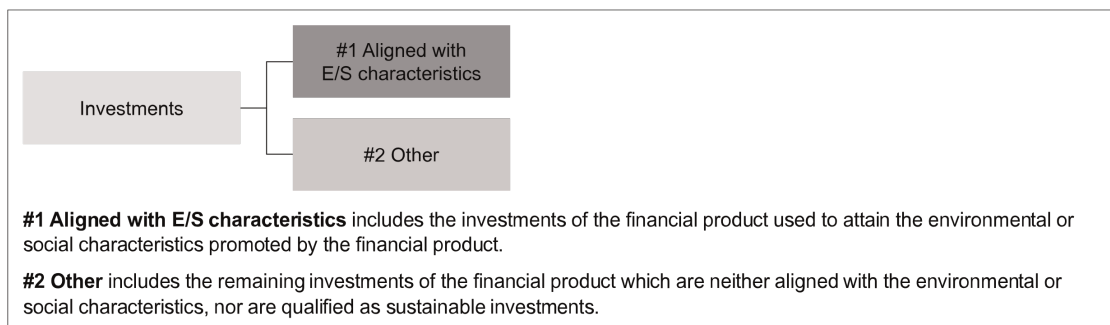 #1 Aligned with
E/S characteristics
Investments
#2 Other
#1 Aligned with E/S characteristics includes the investments of the financial product used to attain the environmental or
social characteristics promoted by the financial product.
#2 Other includes the remaining investments of the financial product which are neither aligned with the environmental or
social characteristics, nor are qualified as sustainable investments.